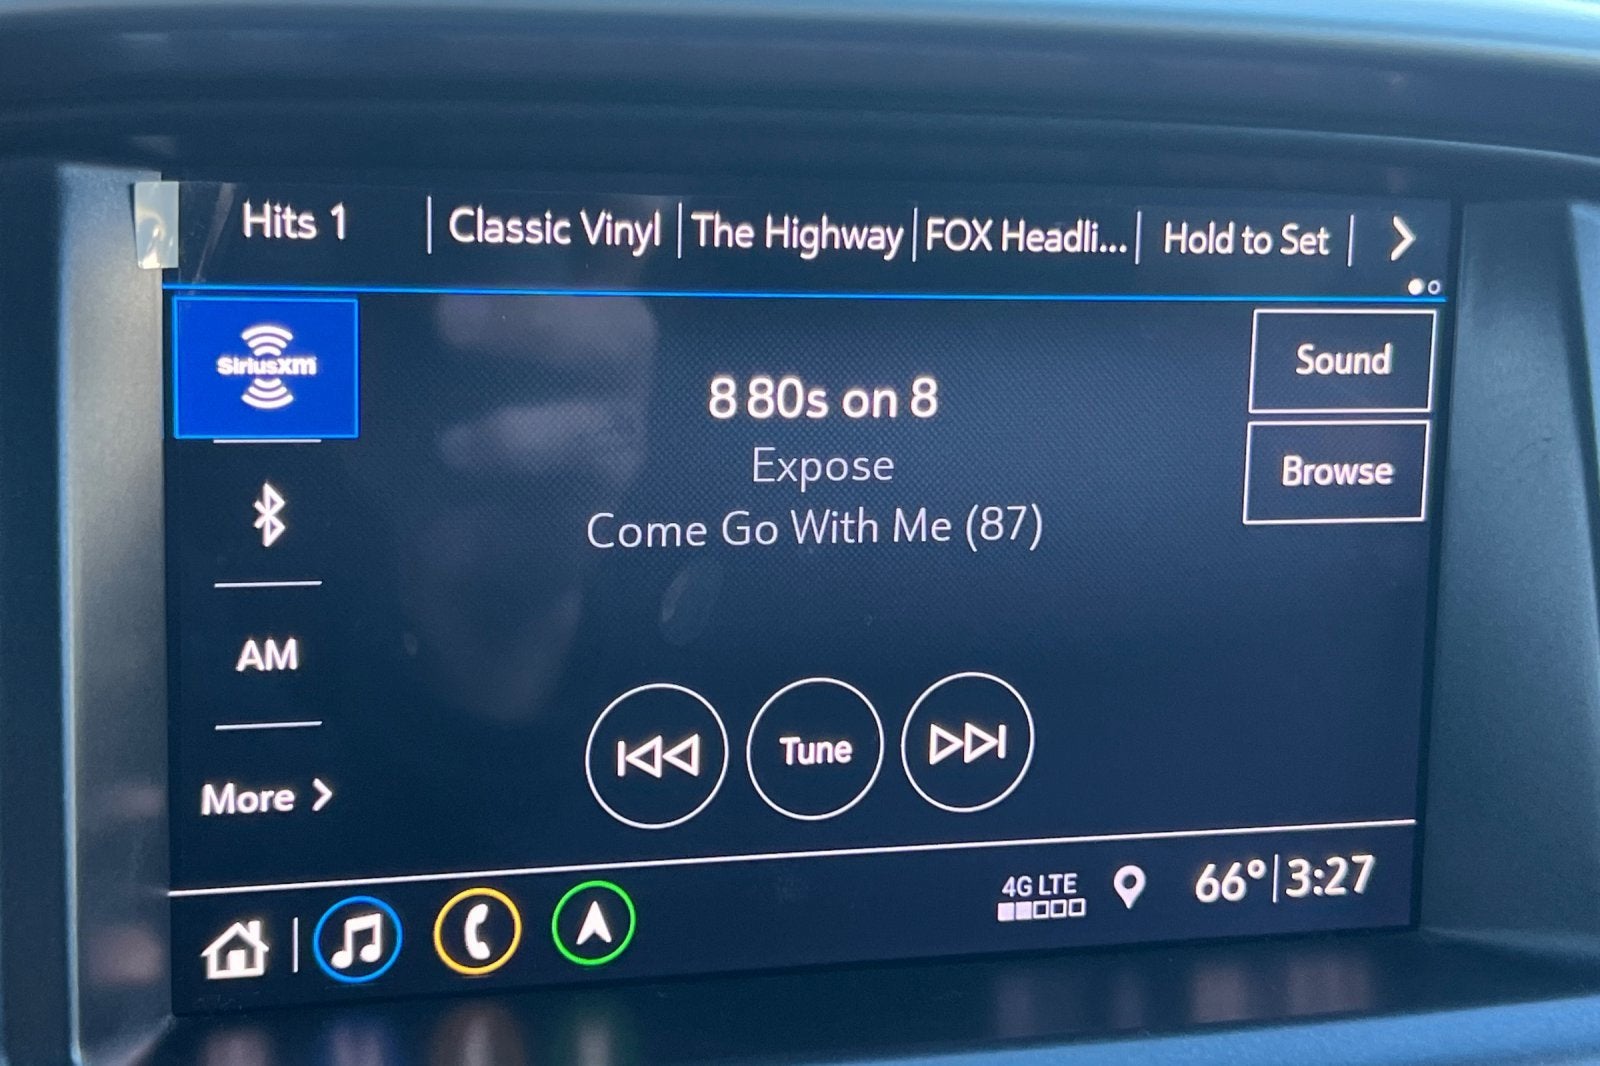 Hits 1
Classic Vinyl
The Highway
FOX Headli...
Hold to Set
SiriusXM
8 80s on 8
Expose
Come Go With Me (87)
Sound
Browse
AM
More
Tune
4G LTE
66°
3:27